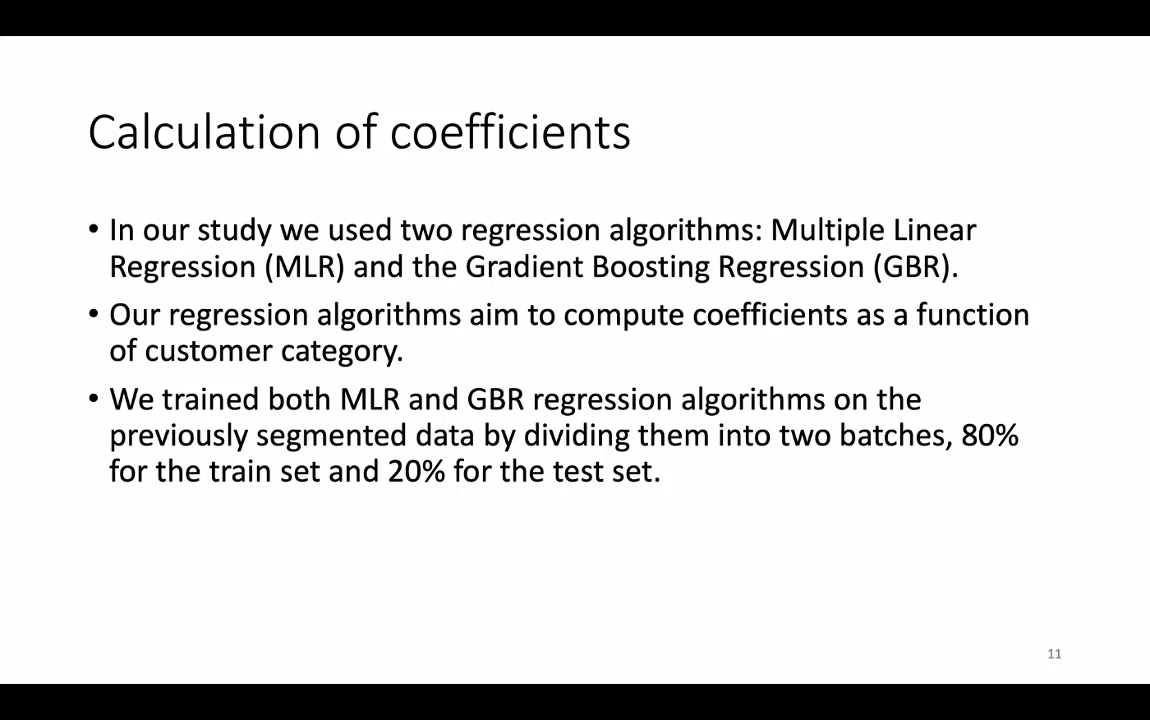 Calculation of coefficients
• In our study we used two regression algorithms: Multiple Linear
Regression (MLR) and the Gradient Boosting Regression (GBR).
• Our regression algorithms aim to compute coefficients as a function
of customer category.
• We trained both MLR and GBR regression algorithms on the
previously segmented data by dividing them into two batches, 80%
for the train set and 20% for the test set.
11